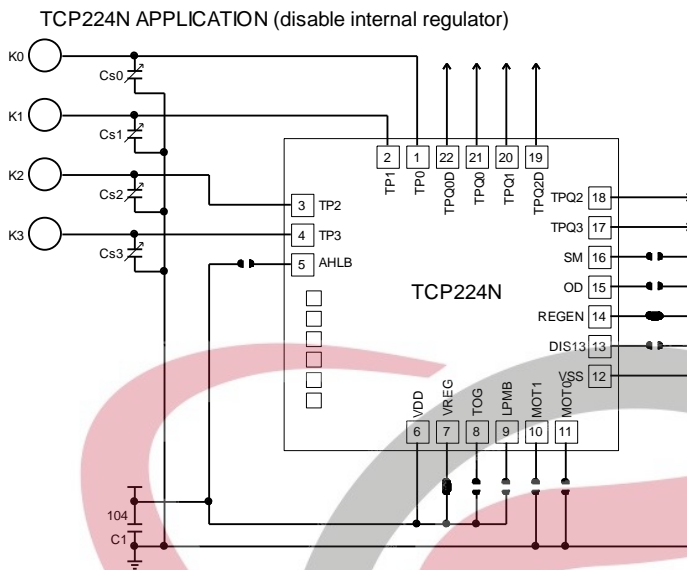 TCP224N APPLICATION (disable internal regulator)
K0
Cs0
K1
Cs1
K2
Cs2
K3
Cs3
2
1
22
21
20
19
TP1
TP0
TPQ0D
TPQ0
TPQ1
TPQ2D
3 TP2
4 TP3
5 AHLB
TPQ2 18
TPQ3 17
SM 16
OD 15
REGEN 14
DIS13 13
VSS 12
TCP224N
VDD
VREG
TOG
LPMB
MOT1
MOT0
6
7
8
9
10
11
104
C1